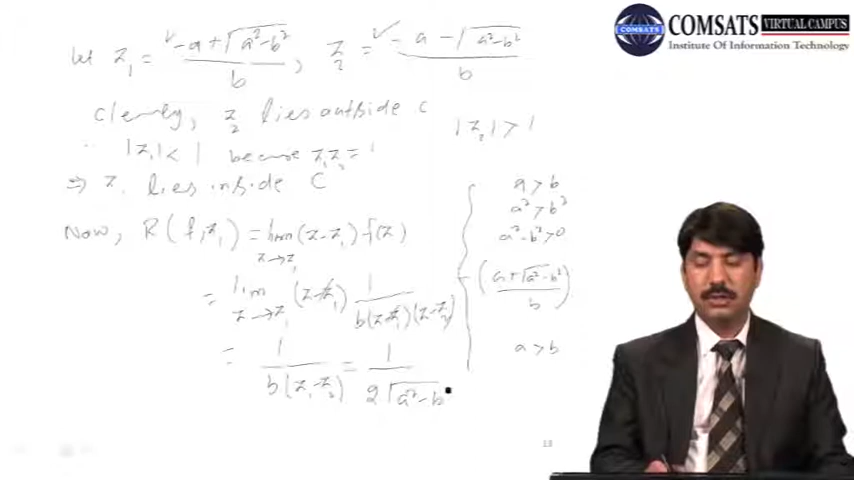 COMSATS VIRTUAL CAMPUS
Institute Of Information Technology
Let z₁ = (-a + √(a²-b²))/b, z₂ = (-a - √(a²-b²))/b
Clearly, z₂ lies outside C |z₂| > 1
∴ |z₁| < 1 because z₁z₂ = 1
⇒ z₁ lies inside C
Now, R(f, z₁) = lim z→z₁ (z-z₁) f(z)
= lim z→z₁ (z-z₁) 1/(b(z-z₁)(z-z₂))
= 1/(b(z₁-z₂)) = 1/(2√(a²-b
a > b
a² > b²
a²-b² > 0
((a+√(a²-b²))/b)
a > b
18